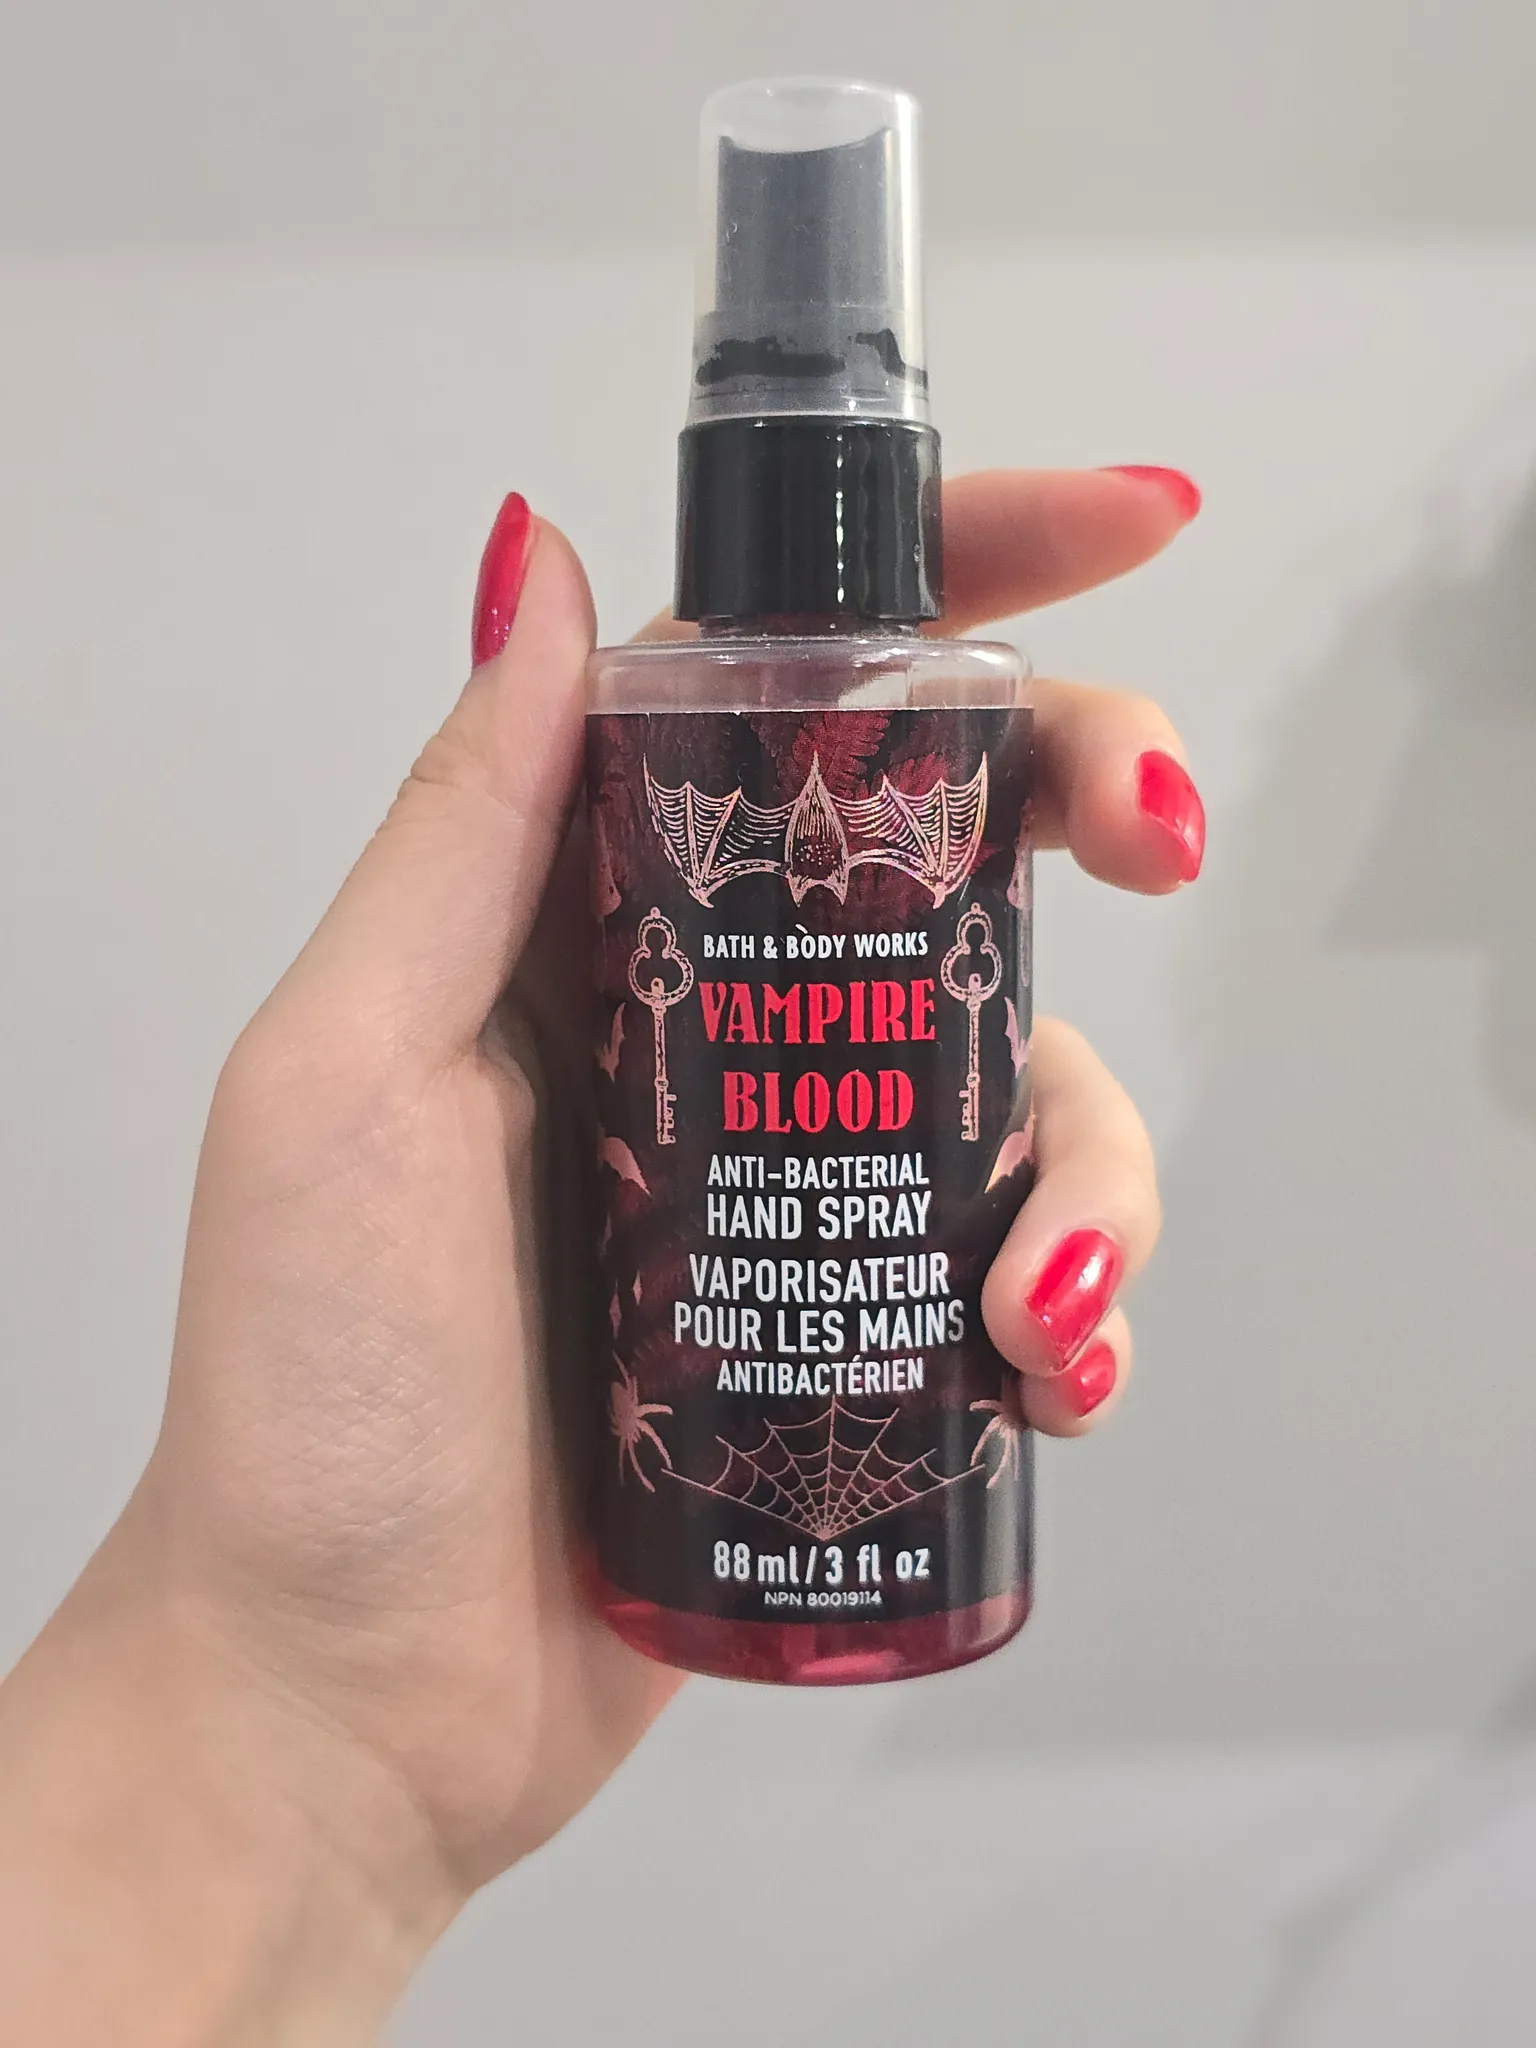 BATH & BODY WORKS
VAMPIRE
BLOOD
ANTI-BACTERIAL
HAND SPRAY
VAPORISATEUR
POUR LES MAINS
ANTIBACTÉRIEN
88 ml / 3 fl oz
NPN 80019114